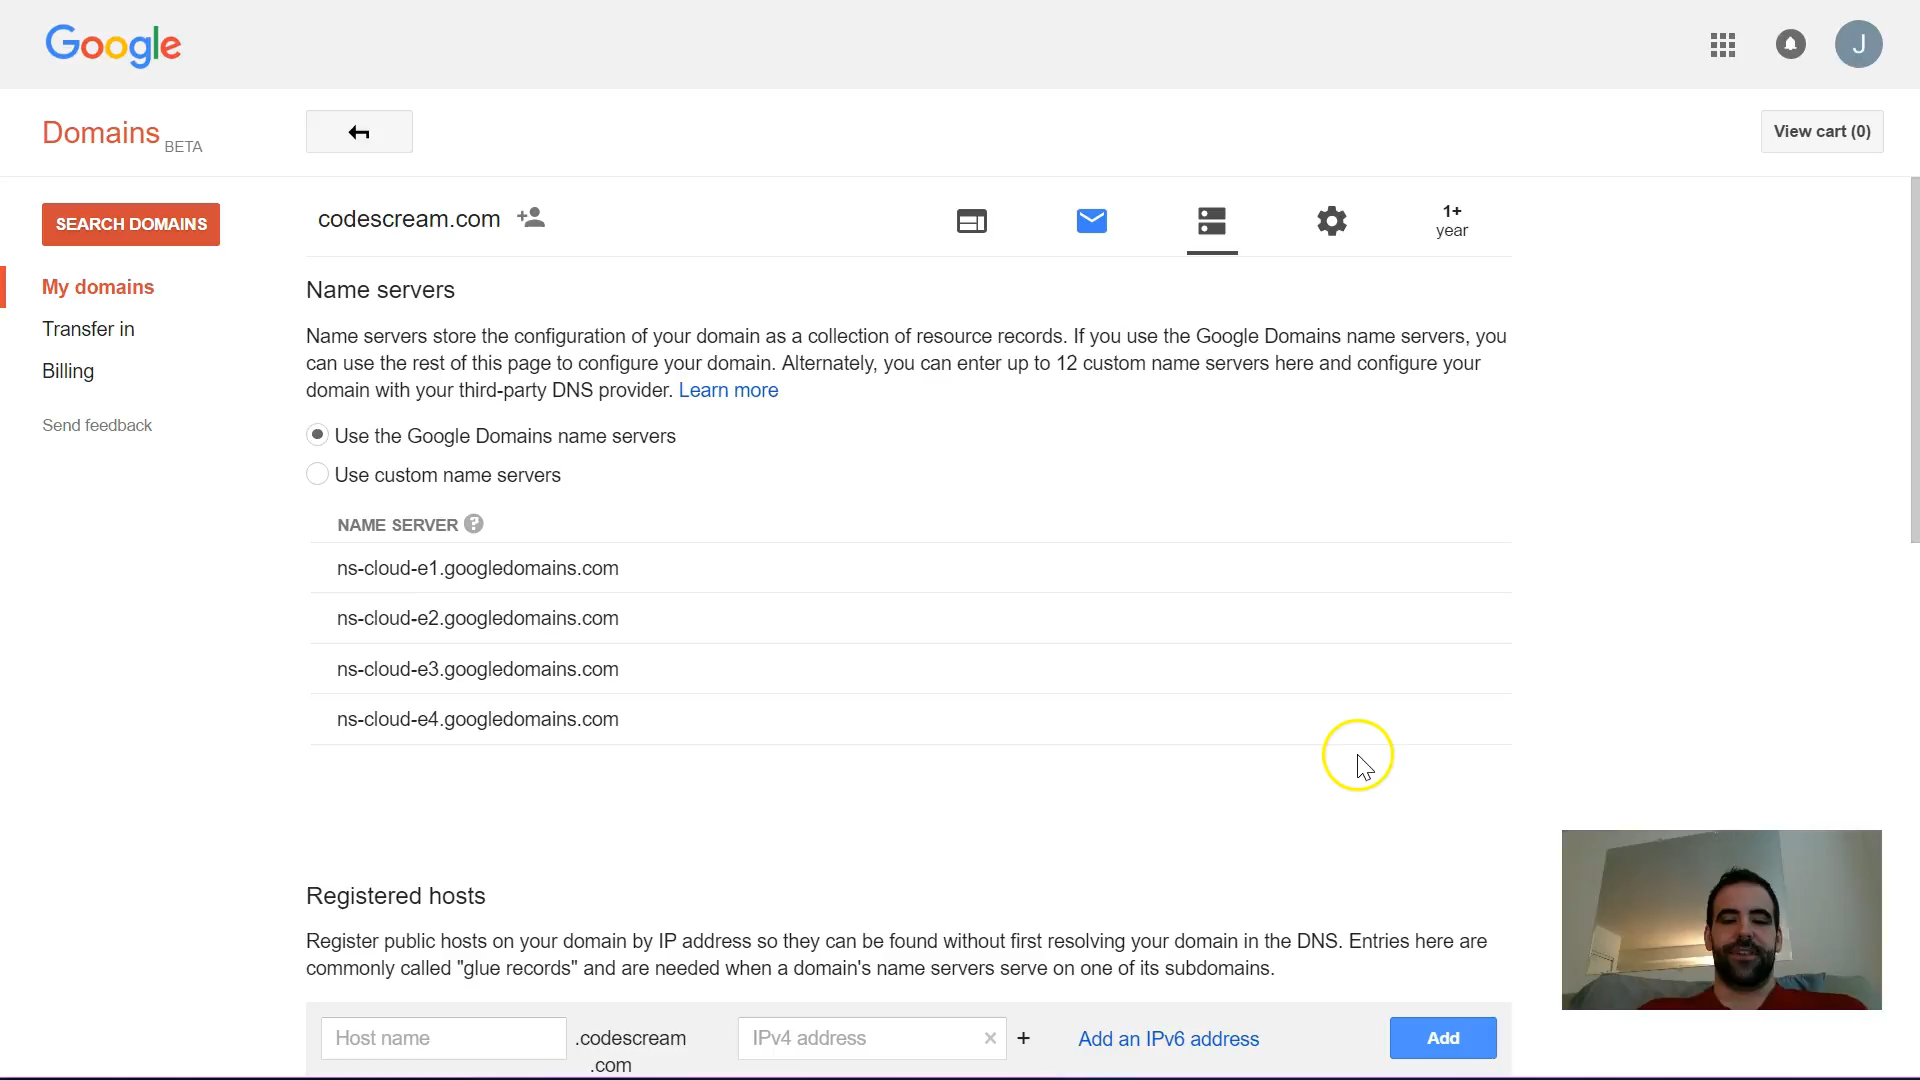 Google
J
Domains BETA
View cart (0)
SEARCH DOMAINS
codescream.com
1+
year
My domains
Transfer in
Billing
Send feedback
Name servers
Name servers store the configuration of your domain as a collection of resource records. If you use the Google Domains name servers, you
can use the rest of this page to configure your domain. Alternately, you can enter up to 12 custom name servers here and configure your
domain with your third-party DNS provider. Learn more
Use the Google Domains name servers
Use custom name servers
NAME SERVER ?
ns-cloud-e1.googledomains.com
ns-cloud-e2.googledomains.com
ns-cloud-e3.googledomains.com
ns-cloud-e4.googledomains.com
Registered hosts
Register public hosts on your domain by IP address so they can be found without first resolving your domain in the DNS. Entries here are
commonly called "glue records" and are needed when a domain's name servers serve on one of its subdomains.
Host name .codescream IPv4 address × + Add an IPv6 address Add
.com